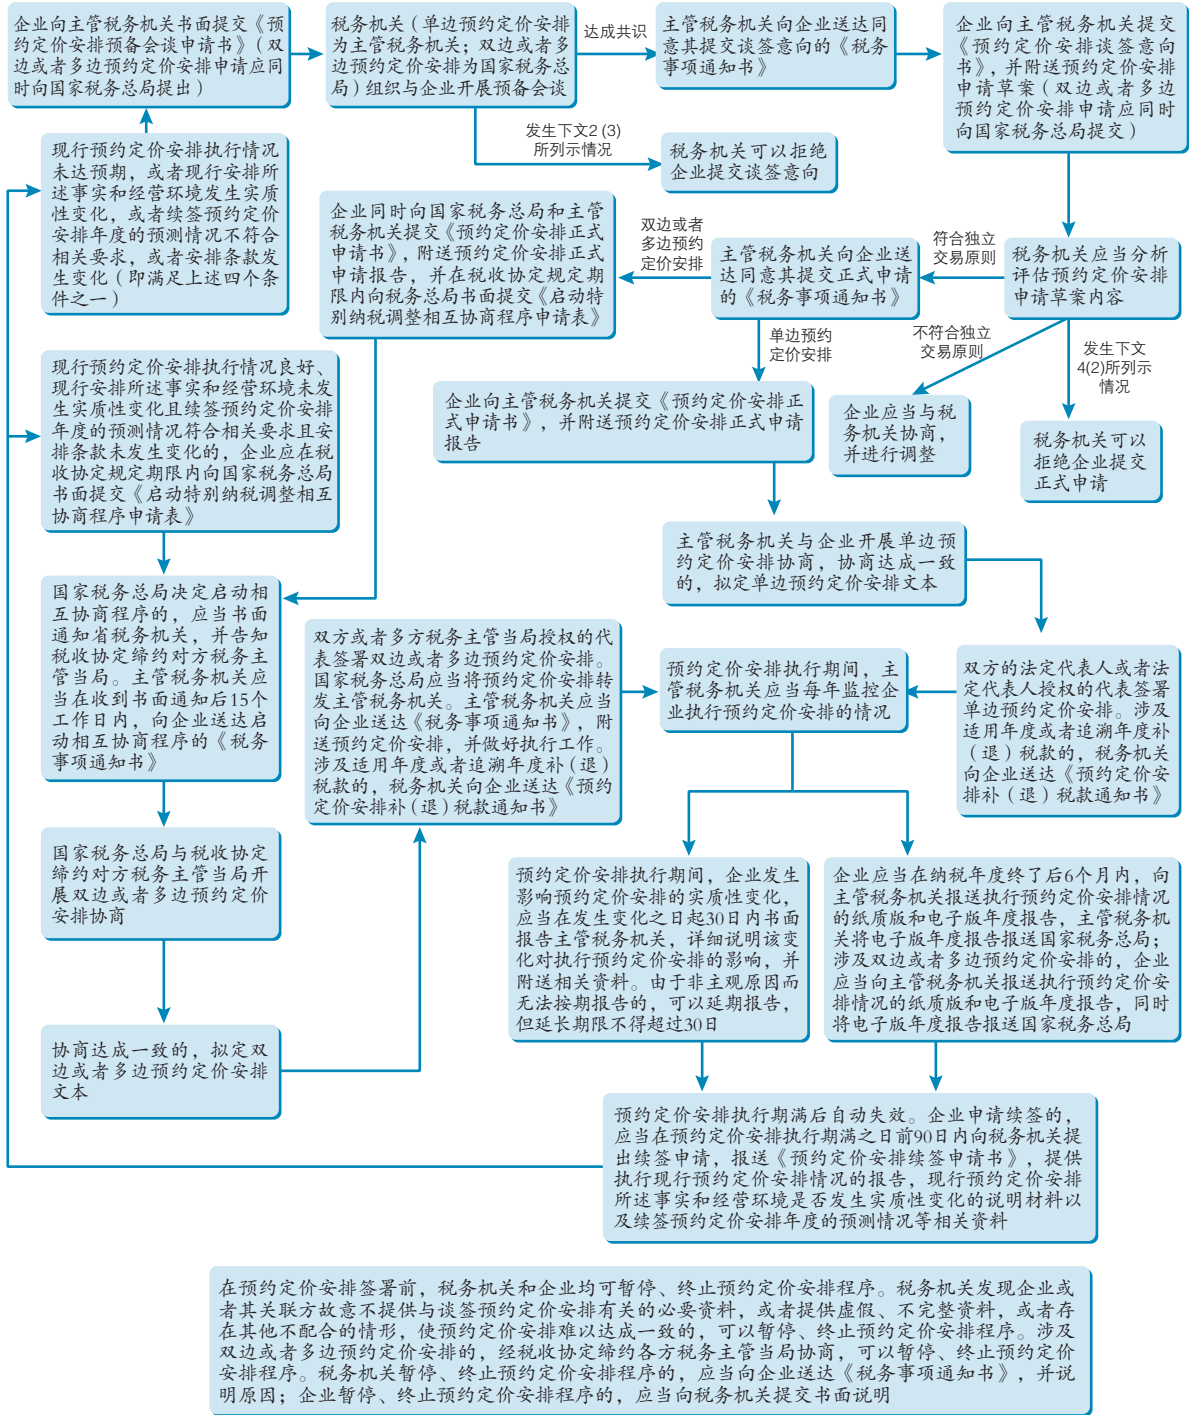 企业向主管税务机关书面提交《预
约定价安排预备会谈申请书》（双
边或者多边预约定价安排申请应同
时向国家税务总局提出）
税务机关（单边预约定价安排
为主管税务机关；双边或者多
边预约定价安排为国家税务总
局）组织与企业开展预备会谈
达成共识
主管税务机关向企业送达同
意其提交谈签意向的《税务
事项通知书》
企业向主管税务机关提交
《预约定价安排谈签意向
书》，并附送预约定价安排
申请草案（双边或者多边
预约定价安排申请应同时
向国家税务总局提交）
发生下文2 (3)
所列示情况
税务机关可以拒绝
企业提交谈签意向
现行预约定价安排执行情况
未达预期，或者现行安排所
述事实和经营环境发生实质
性变化，或者续签预约定价
安排年度的预测情况不符合
相关要求，或者安排条款发
生变化（即满足上述四个条
件之一）
企业同时向国家税务总局和主管
税务机关提交《预约定价安排正式
申请书》，附送预约定价安排正式
申请报告，并在税收协定规定期
限内向税务总局书面提交《启动特
别纳税调整相互协商程序申请表》
双边或者
多边预约
定价安排
主管税务机关向企业送
达同意其提交正式申请
的《税务事项通知书》
符合独立
交易原则
税务机关应当分析
评估预约定价安排
申请草案内容
单边预约
定价安排
不符合独立
交易原则
发生下文
4(2)所列示
情况
现行预约定价安排执行情况良好、
现行安排所述事实和经营环境未发
生实质性变化且续签预约定价安排
年度的预测情况符合相关要求且安
排条款未发生变化的，企业应在税
收协定规定期限内向国家税务总局
书面提交《启动特别纳税调整相互
协商程序申请表》
企业向主管税务机关提交《预约定价安排正
式申请书》，并附送预约定价安排正式申请
报告
企业应当与税
务机关协商，
并进行调整
税务机关可以
拒绝企业提交
正式申请
主管税务机关与企业开展单边预
约定价安排协商，协商达成一致
的，拟定单边预约定价安排文本
国家税务总局决定启动相
互协商程序的，应当书面
通知省税务机关，并告知
税收协定缔约对方税务主
管当局。主管税务机关应
当在收到书面通知后15个
工作日内，向企业送达启
动相互协商程序的《税务
事项通知书》
双方或者多方税务主管当局授权的代
表签署双边或者多边预约定价安排。
国家税务总局应当将预约定价安排转
发主管税务机关。主管税务机关应当
向企业送达《税务事项通知书》，附
送预约定价安排，并做好执行工作。
涉及适用年度或者追溯年度补（退）
税款的，税务机关向企业送达《预约
定价安排补（退）税款通知书》
预约定价安排执行期间，主
管税务机关应当每年监控企
业执行预约定价安排的情况
双方的法定代表人或者法
定代表人授权的代表签署
单边预约定价安排。涉及
适用年度或者追溯年度补
（退）税款的，税务机关
向企业送达《预约定价安
排补（退）税款通知书》
国家税务总局与税收协定
缔约对方税务主管当局开
展双边或者多边预约定价
安排协商
预约定价安排执行期间，企业发生
影响预约定价安排的实质性变化，
应当在发生变化之日起30日内书面
报告主管税务机关，详细说明该变
化对执行预约定价安排的影响，并
附送相关资料。由于非主观原因而
无法按期报告的，可以延期报告，
但延长期限不得超过30日
企业应当在纳税年度终了后6个月内，向
主管税务机关报送执行预约定价安排情况
的纸质版和电子版年度报告，主管税务机
关将电子版年度报告报送国家税务总局；
涉及双边或者多边预约定价安排的，企业
应当向主管税务机关报送执行预约定价安
排情况的纸质版和电子版年度报告，同时
将电子版年度报告报送国家税务总局
协商达成一致的，拟定双
边或者多边预约定价安排
文本
预约定价安排执行期满后自动失效。企业申请续签的，
应当在预约定价安排执行期满之日前90日内向税务机关提
出续签申请，报送《预约定价安排续签申请书》，提供
执行现行预约定价安排情况的报告，现行预约定价安排
所述事实和经营环境是否发生实质性变化的说明材料以
及续签预约定价安排年度的预测情况等相关资料
在预约定价安排签署前，税务机关和企业均可暂停、终止预约定价安排程序。税务机关发现企业或
者其关联方故意不提供与谈签预约定价安排有关的必要资料，或者提供虚假、不完整资料，或者存
在其他不配合的情形，使预约定价安排难以达成一致的，可以暂停、终止预约定价安排程序。涉及
双边或者多边预约定价安排的，经税收协定缔约各方税务主管当局协商，可以暂停、终止预约定价
安排程序。税务机关暂停、终止预约定价安排程序的，应当向企业送达《税务事项通知书》，并说
明原因；企业暂停、终止预约定价安排程序的，应当向税务机关提交书面说明